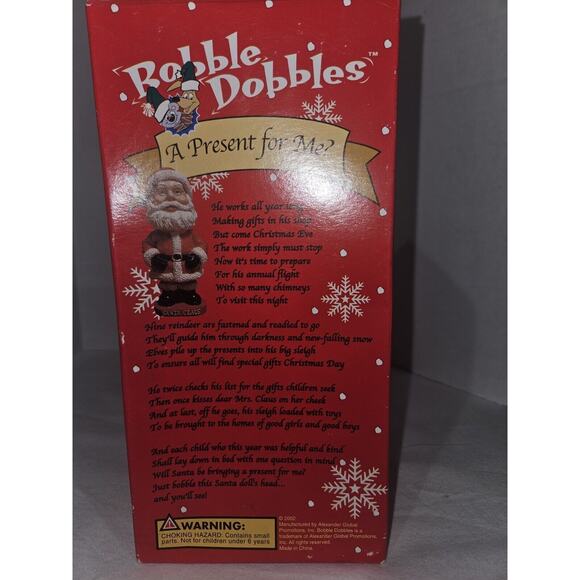 Bobble
Dobbles™
A Present for Me?
He works all year long
Making gifts in his shop
But come Christmas Eve
The work simply must stop
Now it's time to prepare
For his annual flight
With so many chimneys
To visit this night
SANTA CLAUS
Nine reindeer are fastened and readied to go
They'll guide him through darkness and new-falling snow
Elves pile up the presents into his big sleigh
To ensure all will find special gifts Christmas Day
He twice checks his list for the gifts children seek
Then once kisses dear Mrs. Claus on her cheek
And at last, off he goes, his sleigh loaded with toys
To be brought to the homes of good girls and good boys
And each child who this year was helpful and kind
Shall lay down in bed with one question in mind
Will Santa be bringing a present for me?
Just bobble this Santa doll's head...
and you'll see!
WARNING:
CHOKING HAZARD: Contains small
parts. Not for children under 6 years
© 2002
Manufactured by Alexander Global
Promotions, Inc. Bobble Dobbles is a
trademark of Alexander Global Promotions,
Inc. All rights reserved.
Made in China